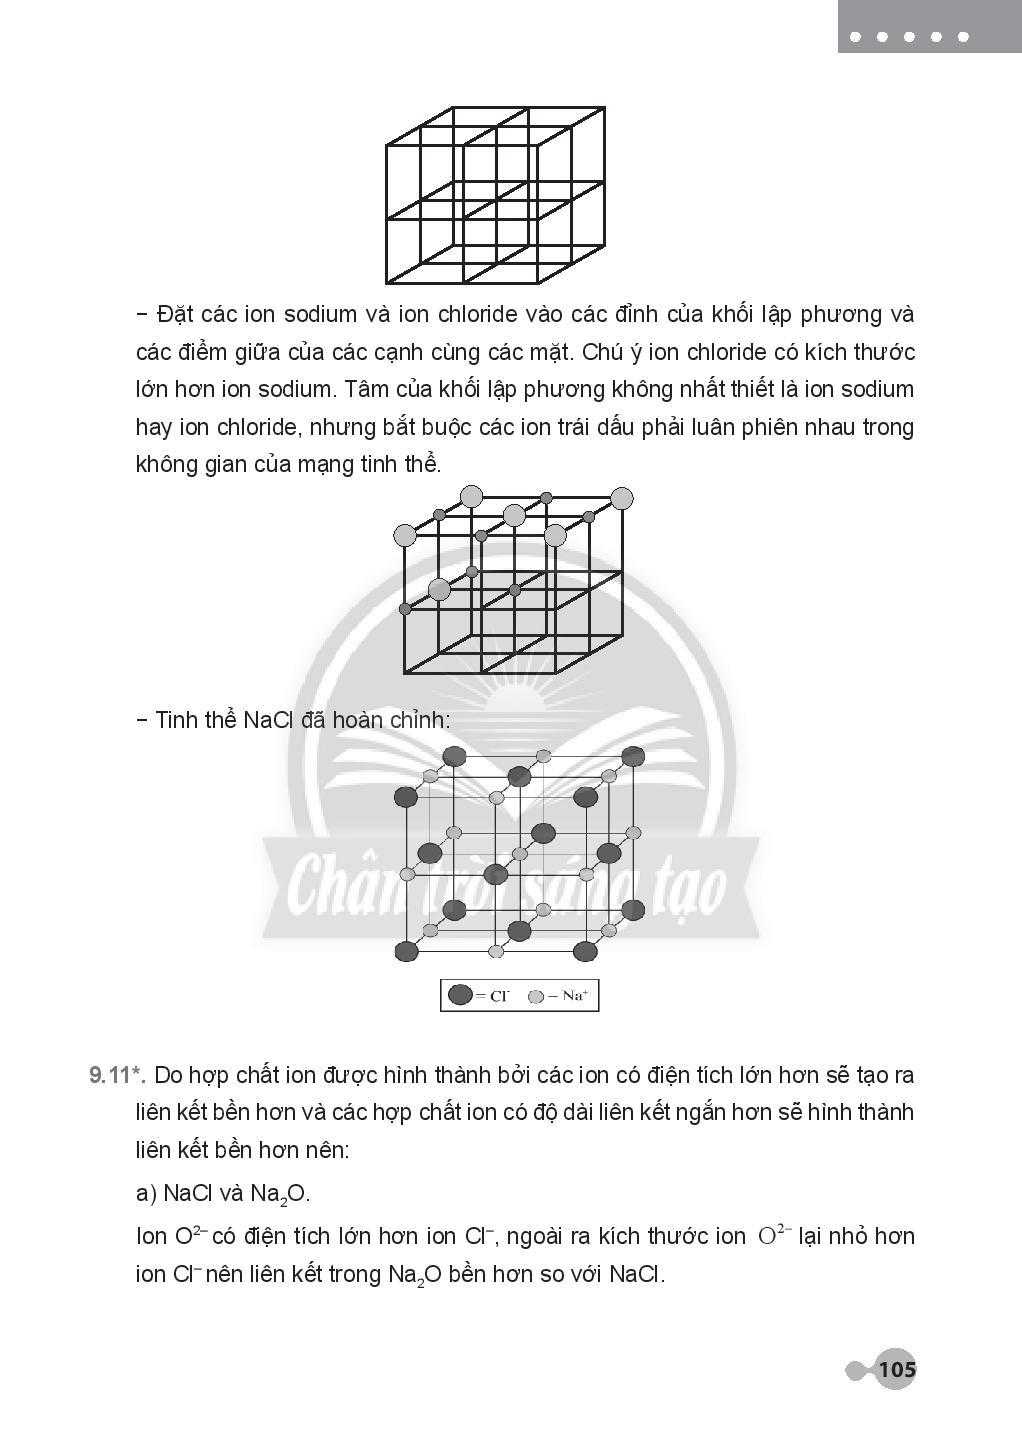 – Đặt các ion sodium và ion chloride vào các đỉnh của khối lập phương và
các điểm giữa của các cạnh cùng các mặt. Chú ý ion chloride có kích thước
lớn hơn ion sodium. Tâm của khối lập phương không nhất thiết là ion sodium
hay ion chloride, nhưng bắt buộc các ion trái dấu phải luân phiên nhau trong
không gian của mạng tinh thể.
– Tinh thể NaCl đã hoàn chỉnh:
Chân trời sáng tạo
= Cl⁻ – Na⁺
9.11*. Do hợp chất ion được hình thành bởi các ion có điện tích lớn hơn sẽ tạo ra
liên kết bền hơn và các hợp chất ion có độ dài liên kết ngắn hơn sẽ hình thành
liên kết bền hơn nên:
a) NaCl và Na₂O.
Ion O²⁻ có điện tích lớn hơn ion Cl⁻, ngoài ra kích thước ion O²⁻ lại nhỏ hơn
ion Cl⁻ nên liên kết trong Na₂O bền hơn so với NaCl.
105